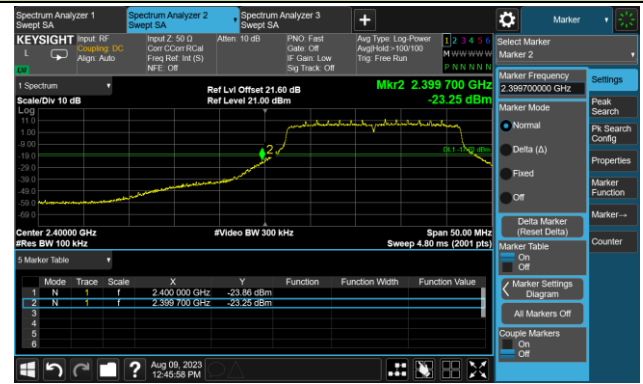 Spectrum Analyzer 1
Swept SA
Spectrum Analyzer 2
Swept SA
Spectrum Analyzer 3
Swept SA
+
Marker
KEYSIGHT
L
Input: RF
Coupling: DC
Align: Auto
Input Z: 50 Ω
Corr CCorr RCal
Freq Ref: Int (S)
NFE: Off
Atten: 10 dB
PNO: Fast
Gate: Off
IF Gain: Low
Sig Track: Off
Avg Type: Log-Power
Avg|Hold:>100/100
Trig: Free Run
1 2 3 4 5 6
M W W W W W
P N N N N N
Select Marker
Marker 2
1 Spectrum
Scale/Div 10 dB
Log
Ref Lvl Offset 21.60 dB
Ref Level 21.00 dBm
Mkr2 2.399 700 GHz
-23.25 dBm
11.0
1.00
-9.00
-19.0
-29.0
-39.0
-49.0
-59.0
-69.0
2
Center 2.40000 GHz
#Res BW 100 kHz
#Video BW 300 kHz
Span 50.00 MHz
Sweep 4.80 ms (2001 pts)
5 Marker Table
Mode Trace Scale X Y Function Function Width Function Value
1 N 1 f 2.400 000 GHz -23.86 dBm
2 N 1 f 2.399 700 GHz -23.25 dBm
3
4
5
6
Marker Frequency
2.399700000 GHz
Marker Mode
Normal
Delta (Δ)
Fixed
Off
Delta Marker
(Reset Delta)
Marker Table
On
Off
Marker Settings
Diagram
All Markers Off
Couple Markers
On
Off
Settings
Peak
Search
Pk Search
Config
Properties
Marker
Function
Marker→
Counter
?
Aug 09, 2023
12:45:58 PM